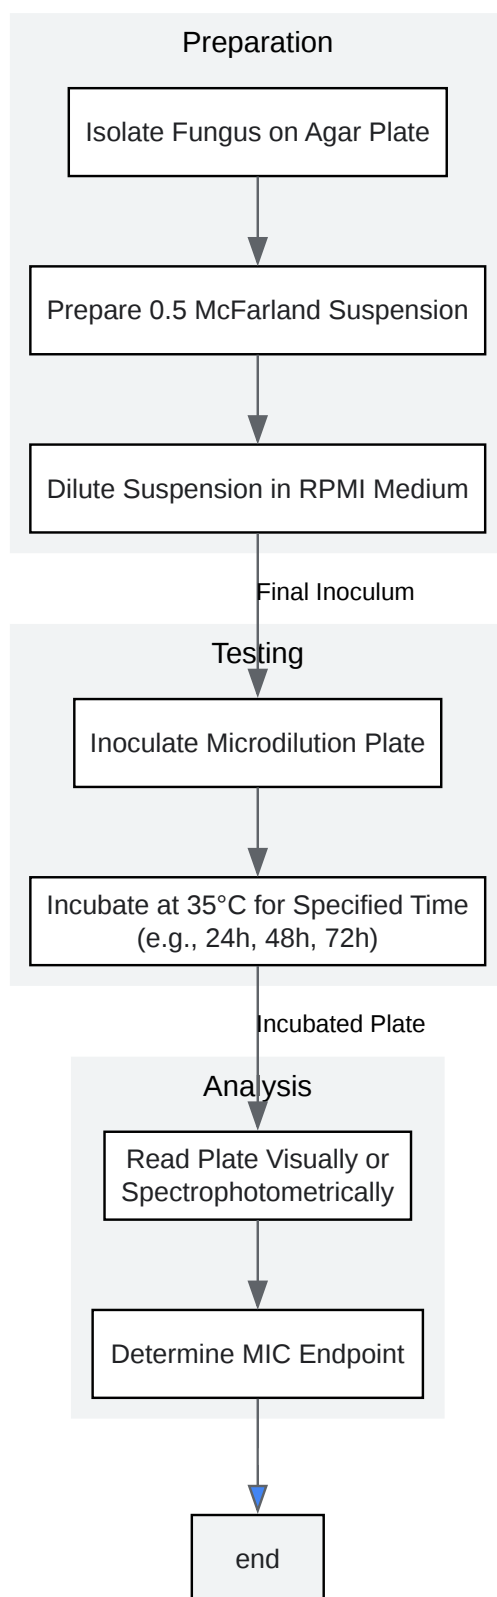 Preparation
Isolate Fungus on Agar Plate
Prepare 0.5 McFarland Suspension
Dilute Suspension in RPMI Medium
Final Inoculum
Testing
Inoculate Microdilution Plate
Incubate at 35°C for Specified Time
(e.g., 24h, 48h, 72h)
Incubated Plate
Analysis
Read Plate Visually or
Spectrophotometrically
Determine MIC Endpoint
end